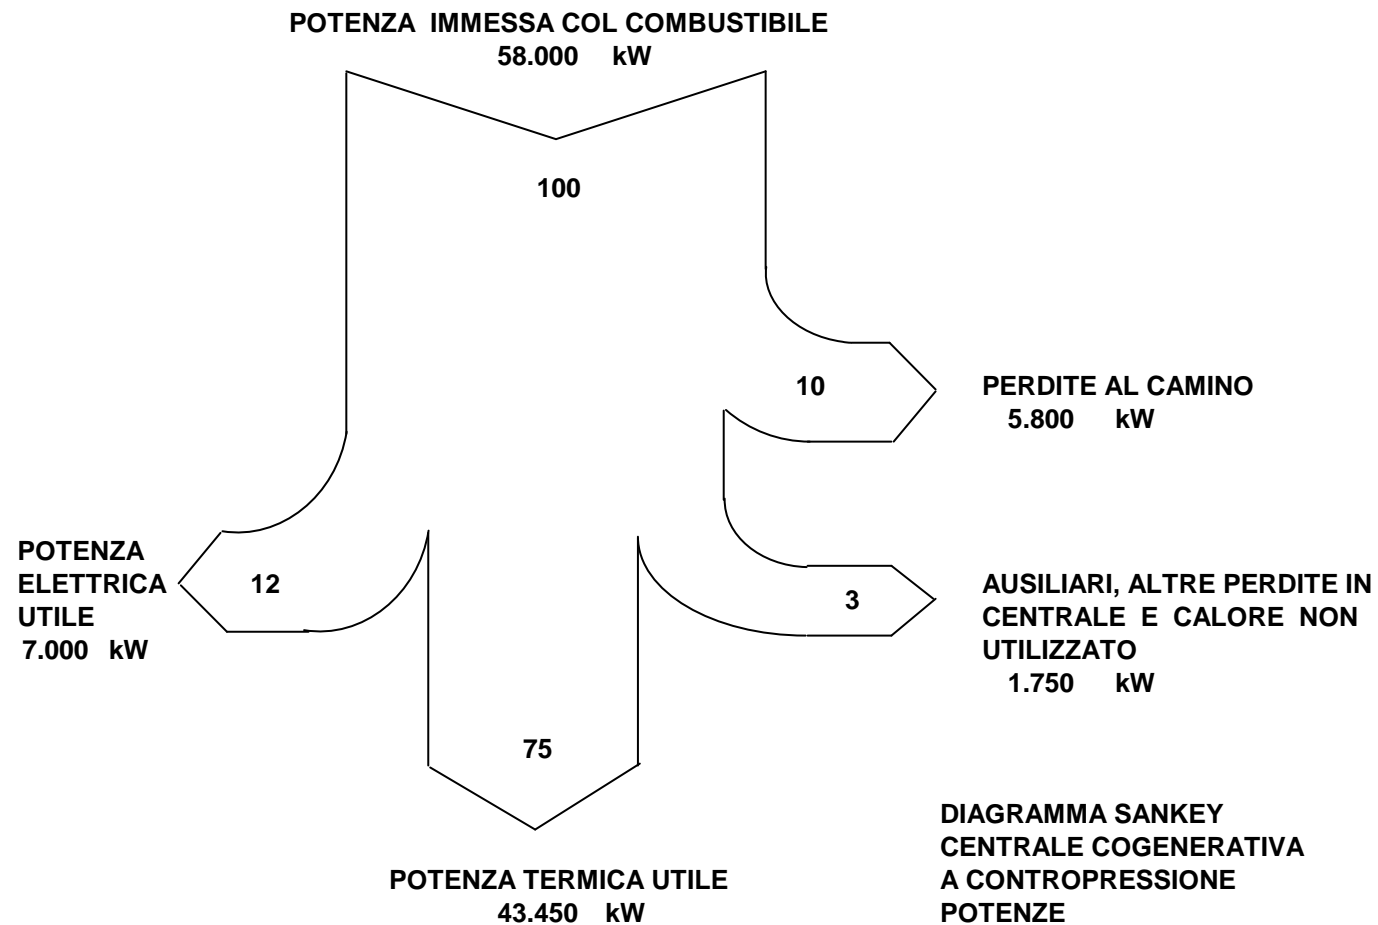 POTENZA IMMESSA COL COMBUSTIBILE
58.000 kW
100
10
PERDITE AL CAMINO
5.800 kW
POTENZA
ELETTRICA
UTILE
7.000 kW
12
3
AUSILIARI, ALTRE PERDITE IN
CENTRALE E CALORE NON
UTILIZZATO
1.750 kW
75
POTENZA TERMICA UTILE
43.450 kW
DIAGRAMMA SANKEY
CENTRALE COGENERATIVA
A CONTROPRESSIONE
POTENZE